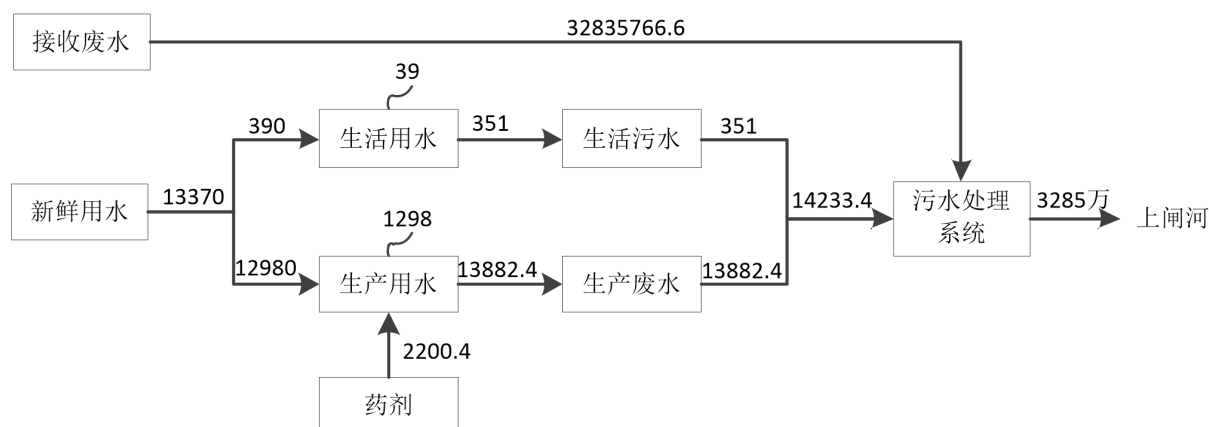 32835766.6
接收废水
39
390
生活用水
351
生活污水
351
新鲜用水
13370
14233.4
污水处理
系统
3285万
上闸河
1298
12980
生产用水
13882.4
生产废水
13882.4
2200.4
药剂